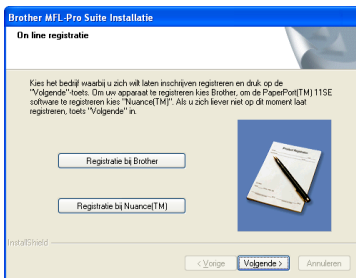 Brother MFL-Pro Suite Installatie
On line registratie
Kies het bedrijf waarbij u zich wilt laten inschrijven registreren en druk op de
"Volgende"-toets. Om uw apparaat te registreren kies Brother, om de PaperPort(TM) 11SE
software te registreren kies "Nuance(TM)". Als u zich liever niet op dit moment laat
registreren, toets "Volgende" in.
Registratie bij Brother
Registratie bij Nuance(TM)
InstallShield
< Vorige
Volgende >
Annuleren